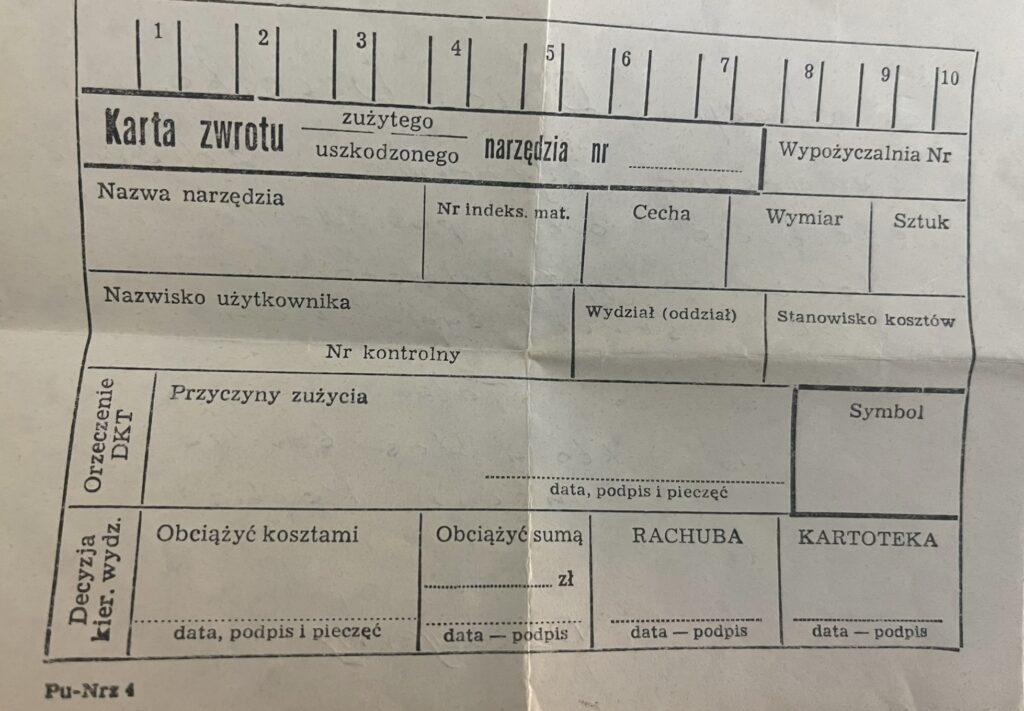 1 2 3 4 5 6 7 8 9 10
Karta zwrotu zużytego
uszkodzonego narzędzia nr
Wypożyczalnia Nr
Nazwa narzędzia Nr indeks. mat. Cecha Wymiar Sztuk
Nazwisko użytkownika Wydział (oddział) Stanowisko kosztów
Nr kontrolny
Orzeczenie
DKT
Przyczyny zużycia Symbol
data, podpis i pieczęć
Decyzja
kier. wydz.
Obciążyć kosztami Obciążyć sumą RACHUBA KARTOTEKA
zł
data, podpis i pieczęć data — podpis data — podpis data — podpis
Pu-Nrz 4